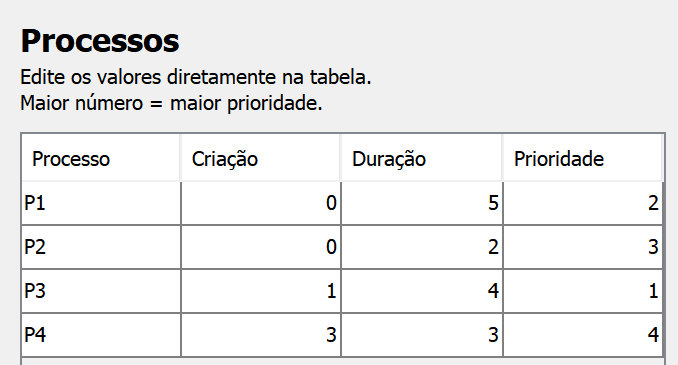 Processos
Edite os valores diretamente na tabela.
Maior número = maior prioridade.
Processo Criação Duração Prioridade
P1 0 5 2
P2 0 2 3
P3 1 4 1
P4 3 3 4